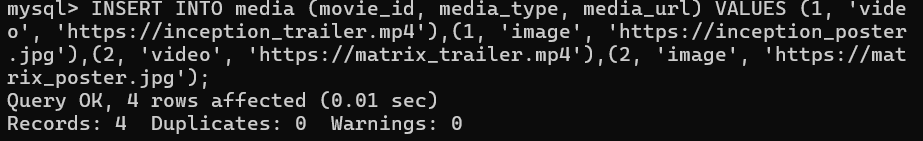 mysql> INSERT INTO media (movie_id, media_type, media_url) VALUES (1, 'vide
o', 'https://inception_trailer.mp4'),(1, 'image', 'https://inception_poster
.jpg'),(2, 'video', 'https://matrix_trailer.mp4'),(2, 'image', 'https://mat
rix_poster.jpg');
Query OK, 4 rows affected (0.01 sec)
Records: 4  Duplicates: 0  Warnings: 0